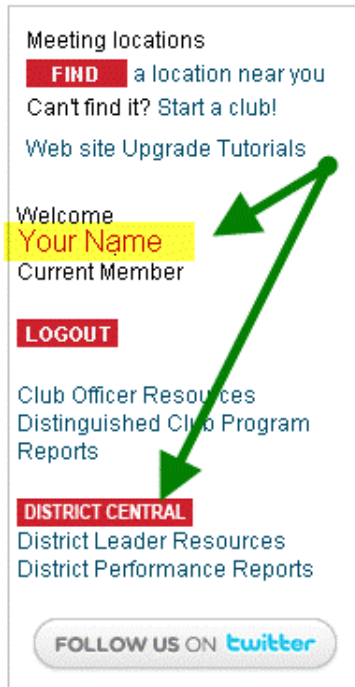 Meeting locations
FIND a location near you
Can't find it? Start a club!
Web site Upgrade Tutorials
Welcome
Your Name
Current Member
LOGOUT
Club Officer Resources
Distinguished Club Program
Reports
DISTRICT CENTRAL
District Leader Resources
District Performance Reports
FOLLOW US ON twitter